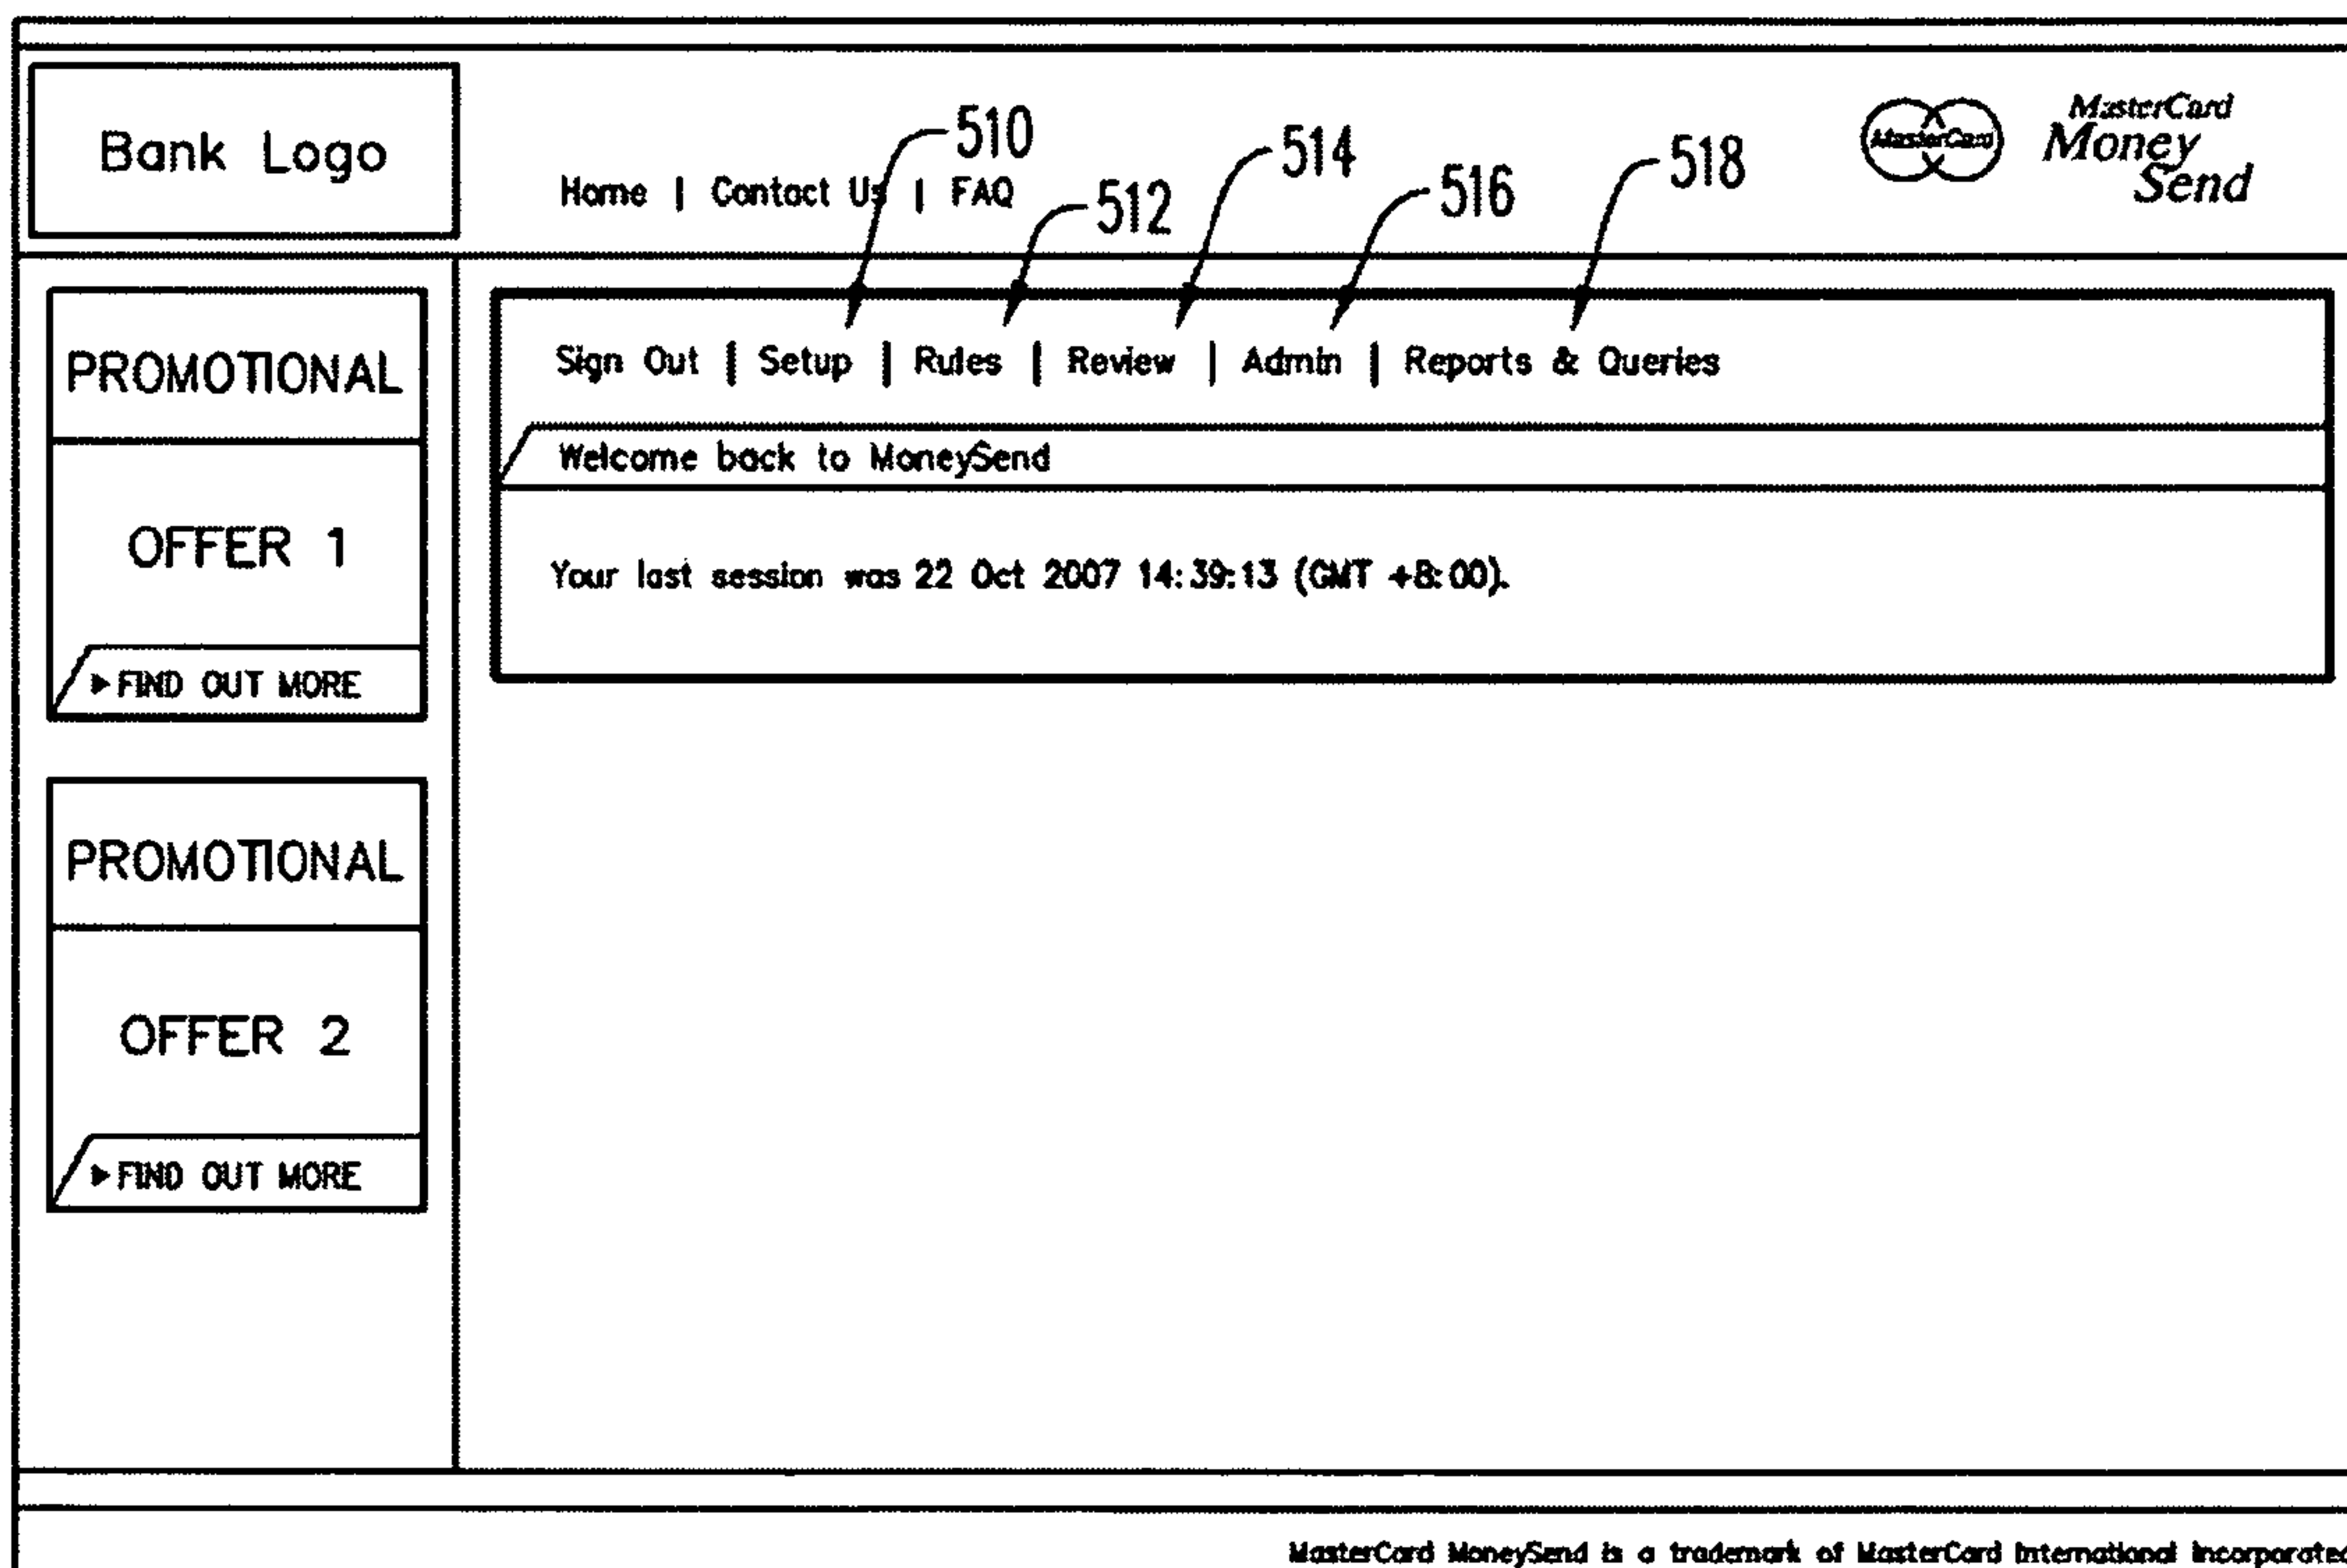 Bank Logo
Home | Contact Us | FAQ
510
512
514
516
518
MasterCard
MasterCard
Money
Send
PROMOTIONAL
OFFER 1
▶FIND OUT MORE
PROMOTIONAL
OFFER 2
▶FIND OUT MORE
Sign Out | Setup | Rules | Review | Admin | Reports & Queries
Welcome back to MoneySend
Your last session was 22 Oct 2007 14:39:13 (GMT +8:00).
MasterCard MoneySend is a trademark of MasterCard International Incorporated